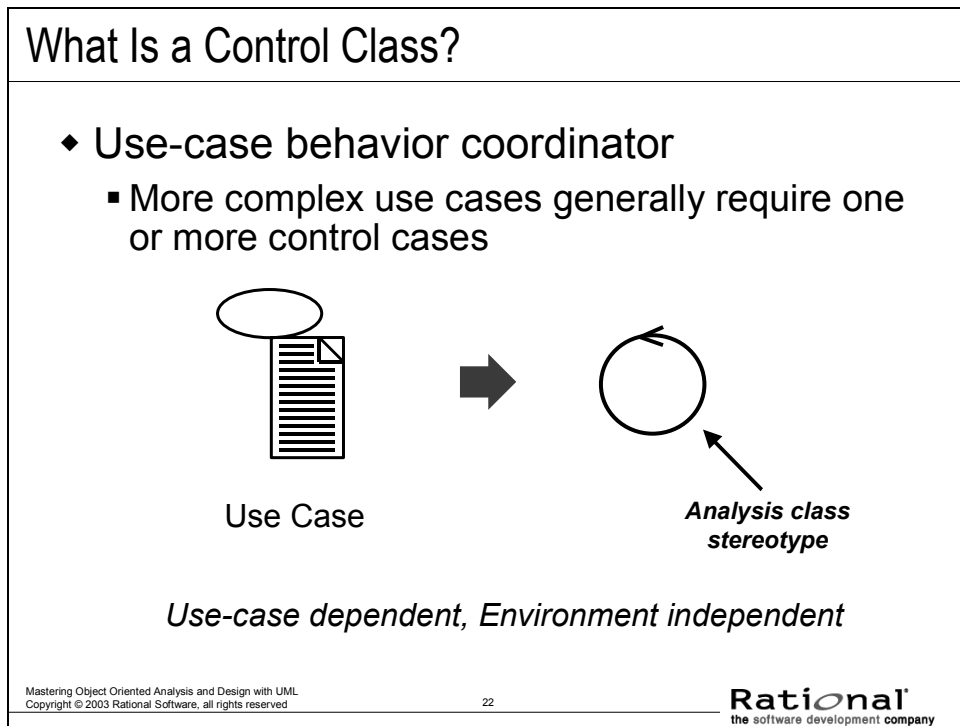 What Is a Control Class?
◆ Use-case behavior coordinator
▪ More complex use cases generally require one
or more control cases
Use Case
Analysis class
stereotype
Use-case dependent, Environment independent
Mastering Object Oriented Analysis and Design with UML
Copyright © 2003 Rational Software, all rights reserved
22
Rational
the software development company